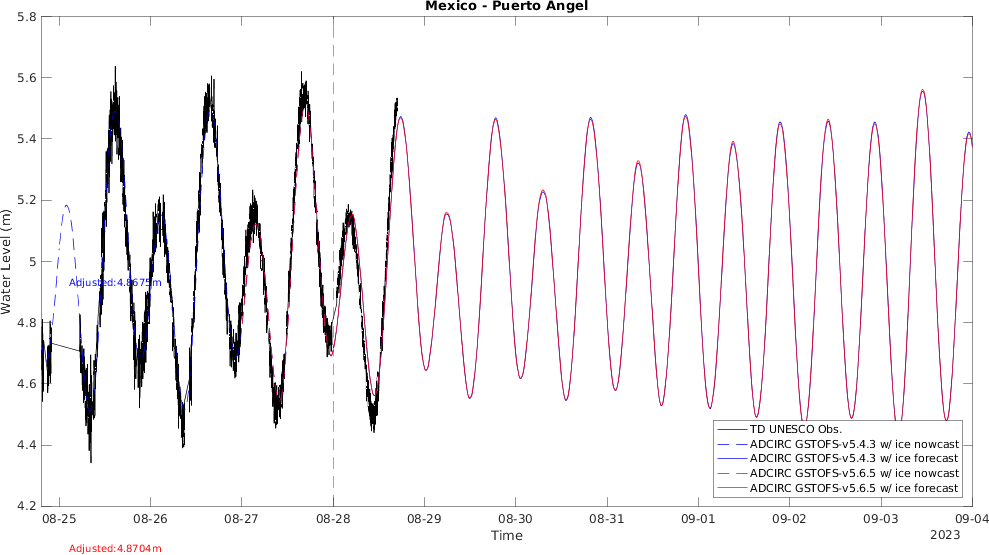 Mexico - Puerto Angel
5.8
5.6
5.4
5.2
5
4.8
4.6
4.4
4.2
Water Level (m)
Adjusted:4.8675m
TD UNESCO Obs.
ADCIRC GSTOFS-v5.4.3 w/ ice nowcast
ADCIRC GSTOFS-v5.4.3 w/ ice forecast
ADCIRC GSTOFS-v5.6.5 w/ ice nowcast
ADCIRC GSTOFS-v5.6.5 w/ ice forecast
08-25 08-26 08-27 08-28 08-29 08-30 08-31 09-01 09-02 09-03 09-04
Time
2023
Adjusted:4.8704m